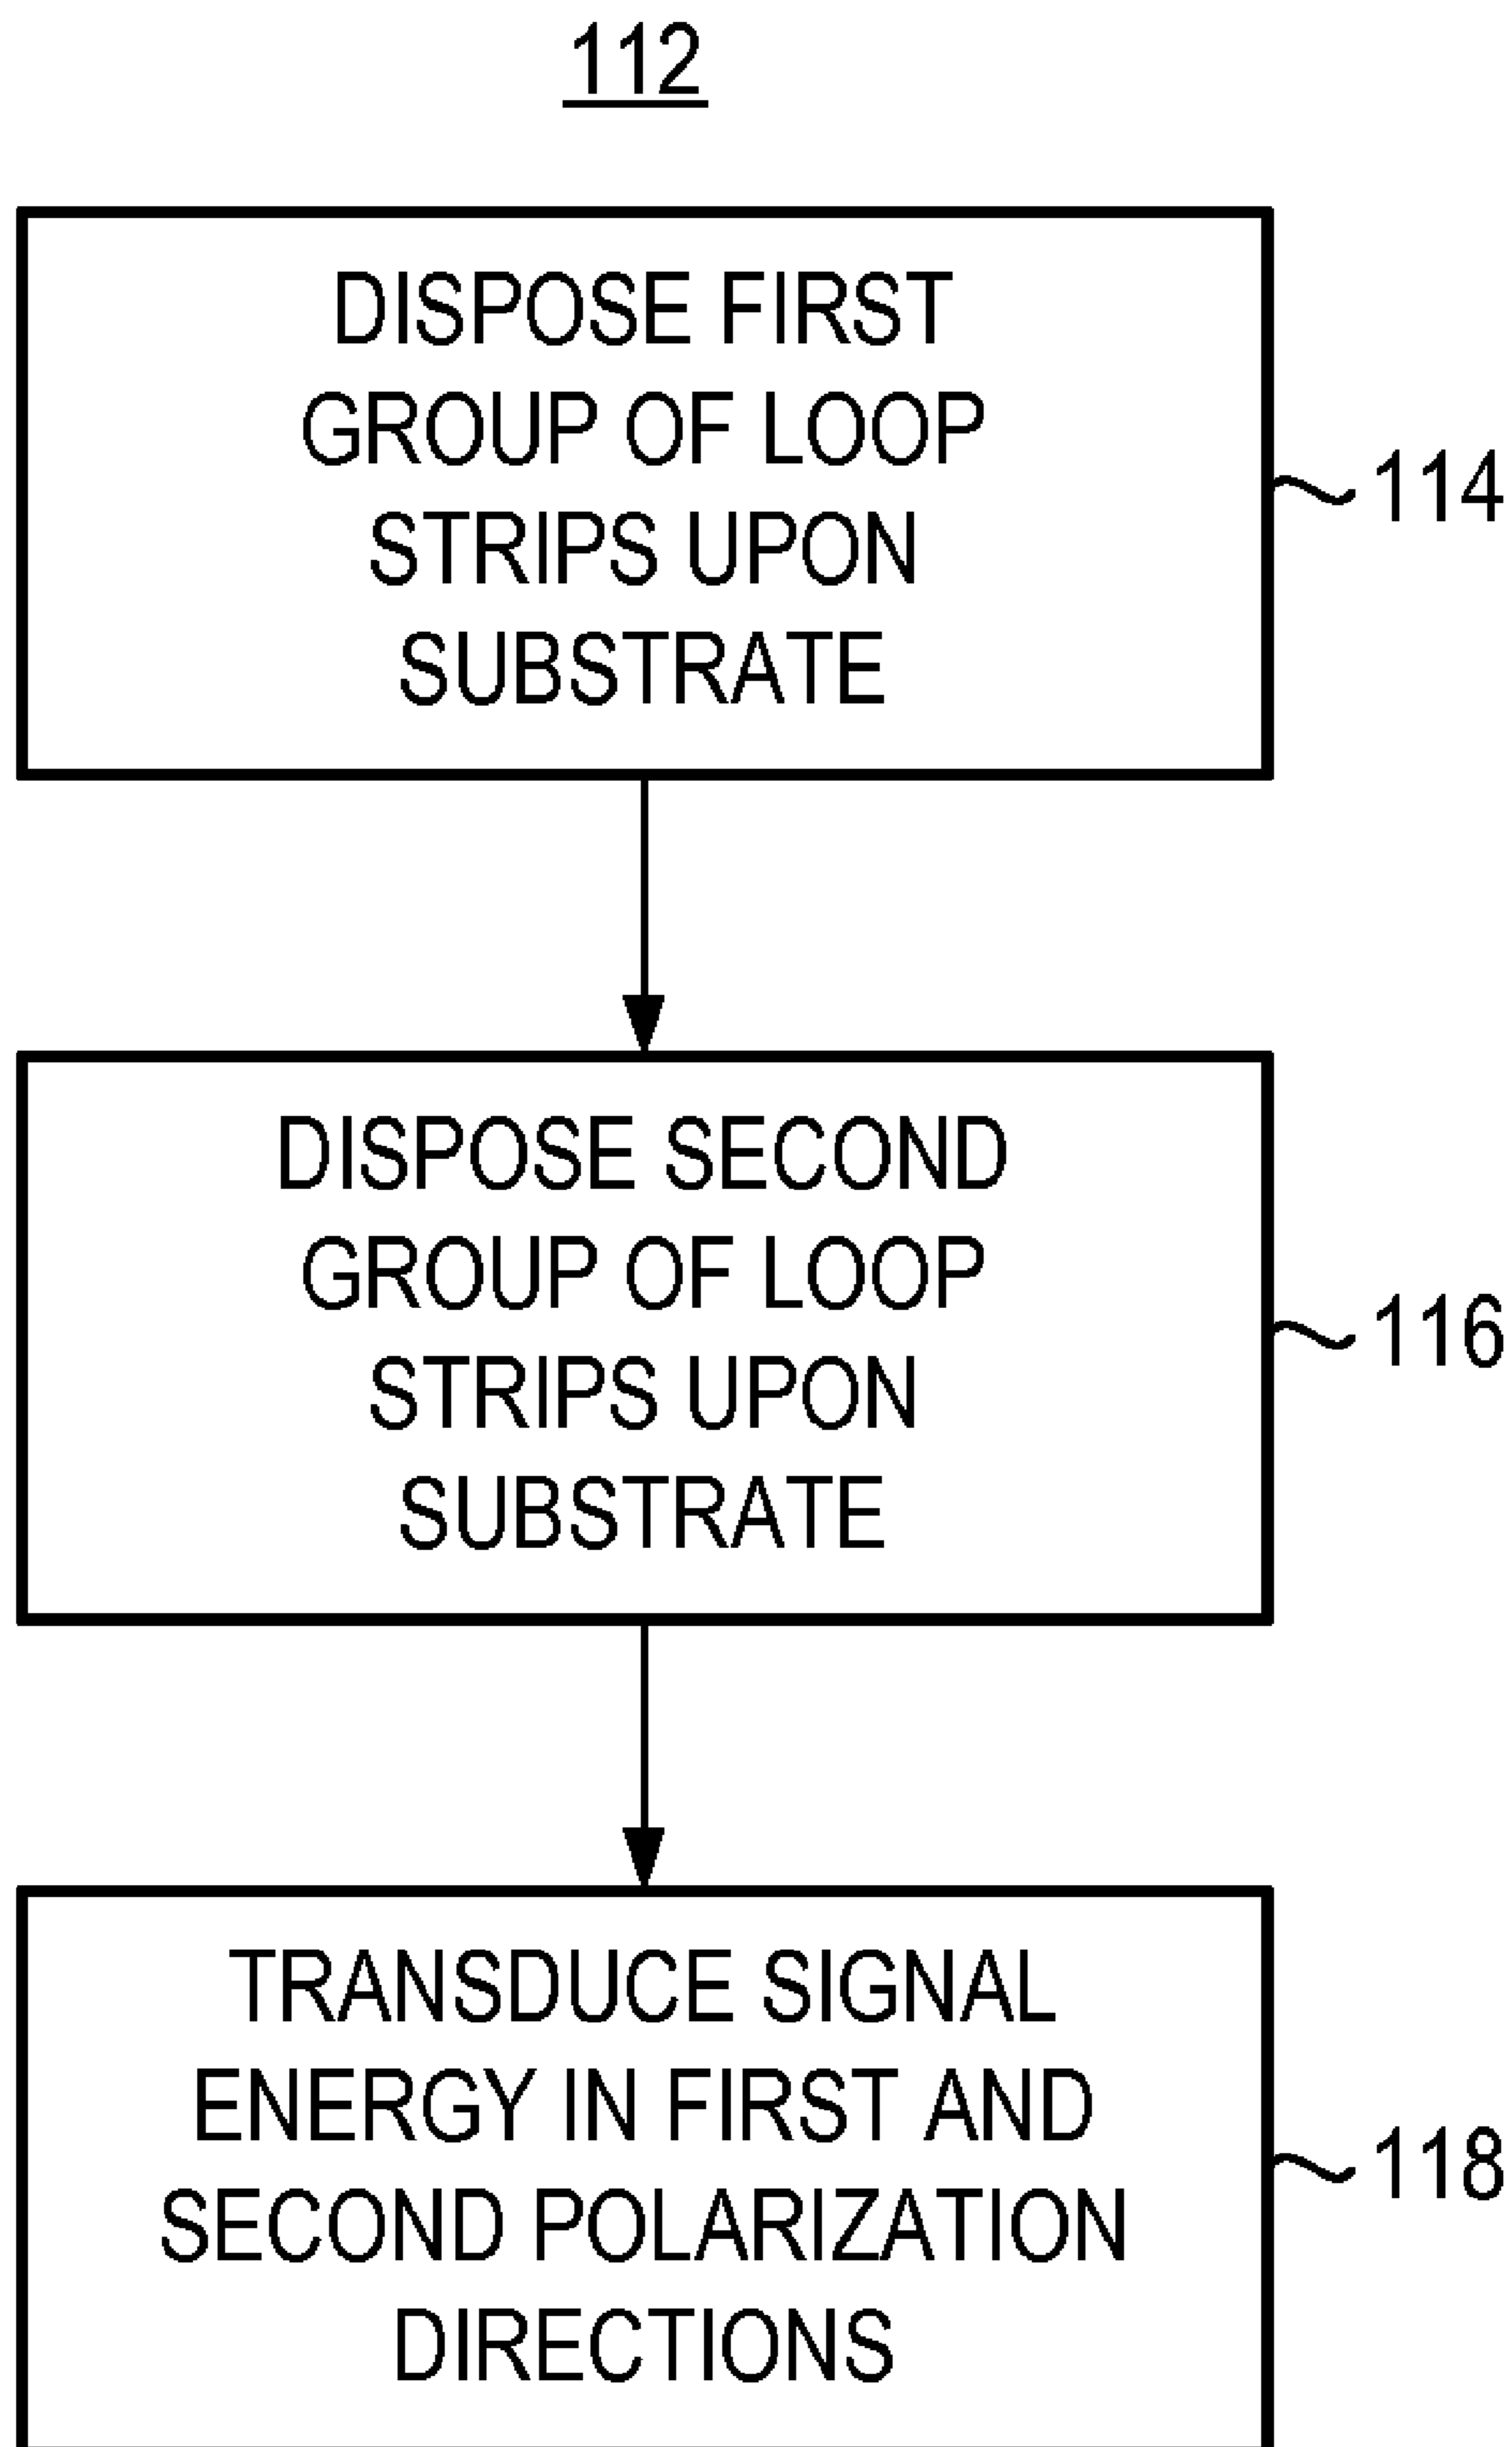 112
DISPOSE FIRST
GROUP OF LOOP
STRIPS UPON
SUBSTRATE
114
DISPOSE SECOND
GROUP OF LOOP
STRIPS UPON
SUBSTRATE
116
TRANSDUCE SIGNAL
ENERGY IN FIRST AND
SECOND POLARIZATION
DIRECTIONS
118